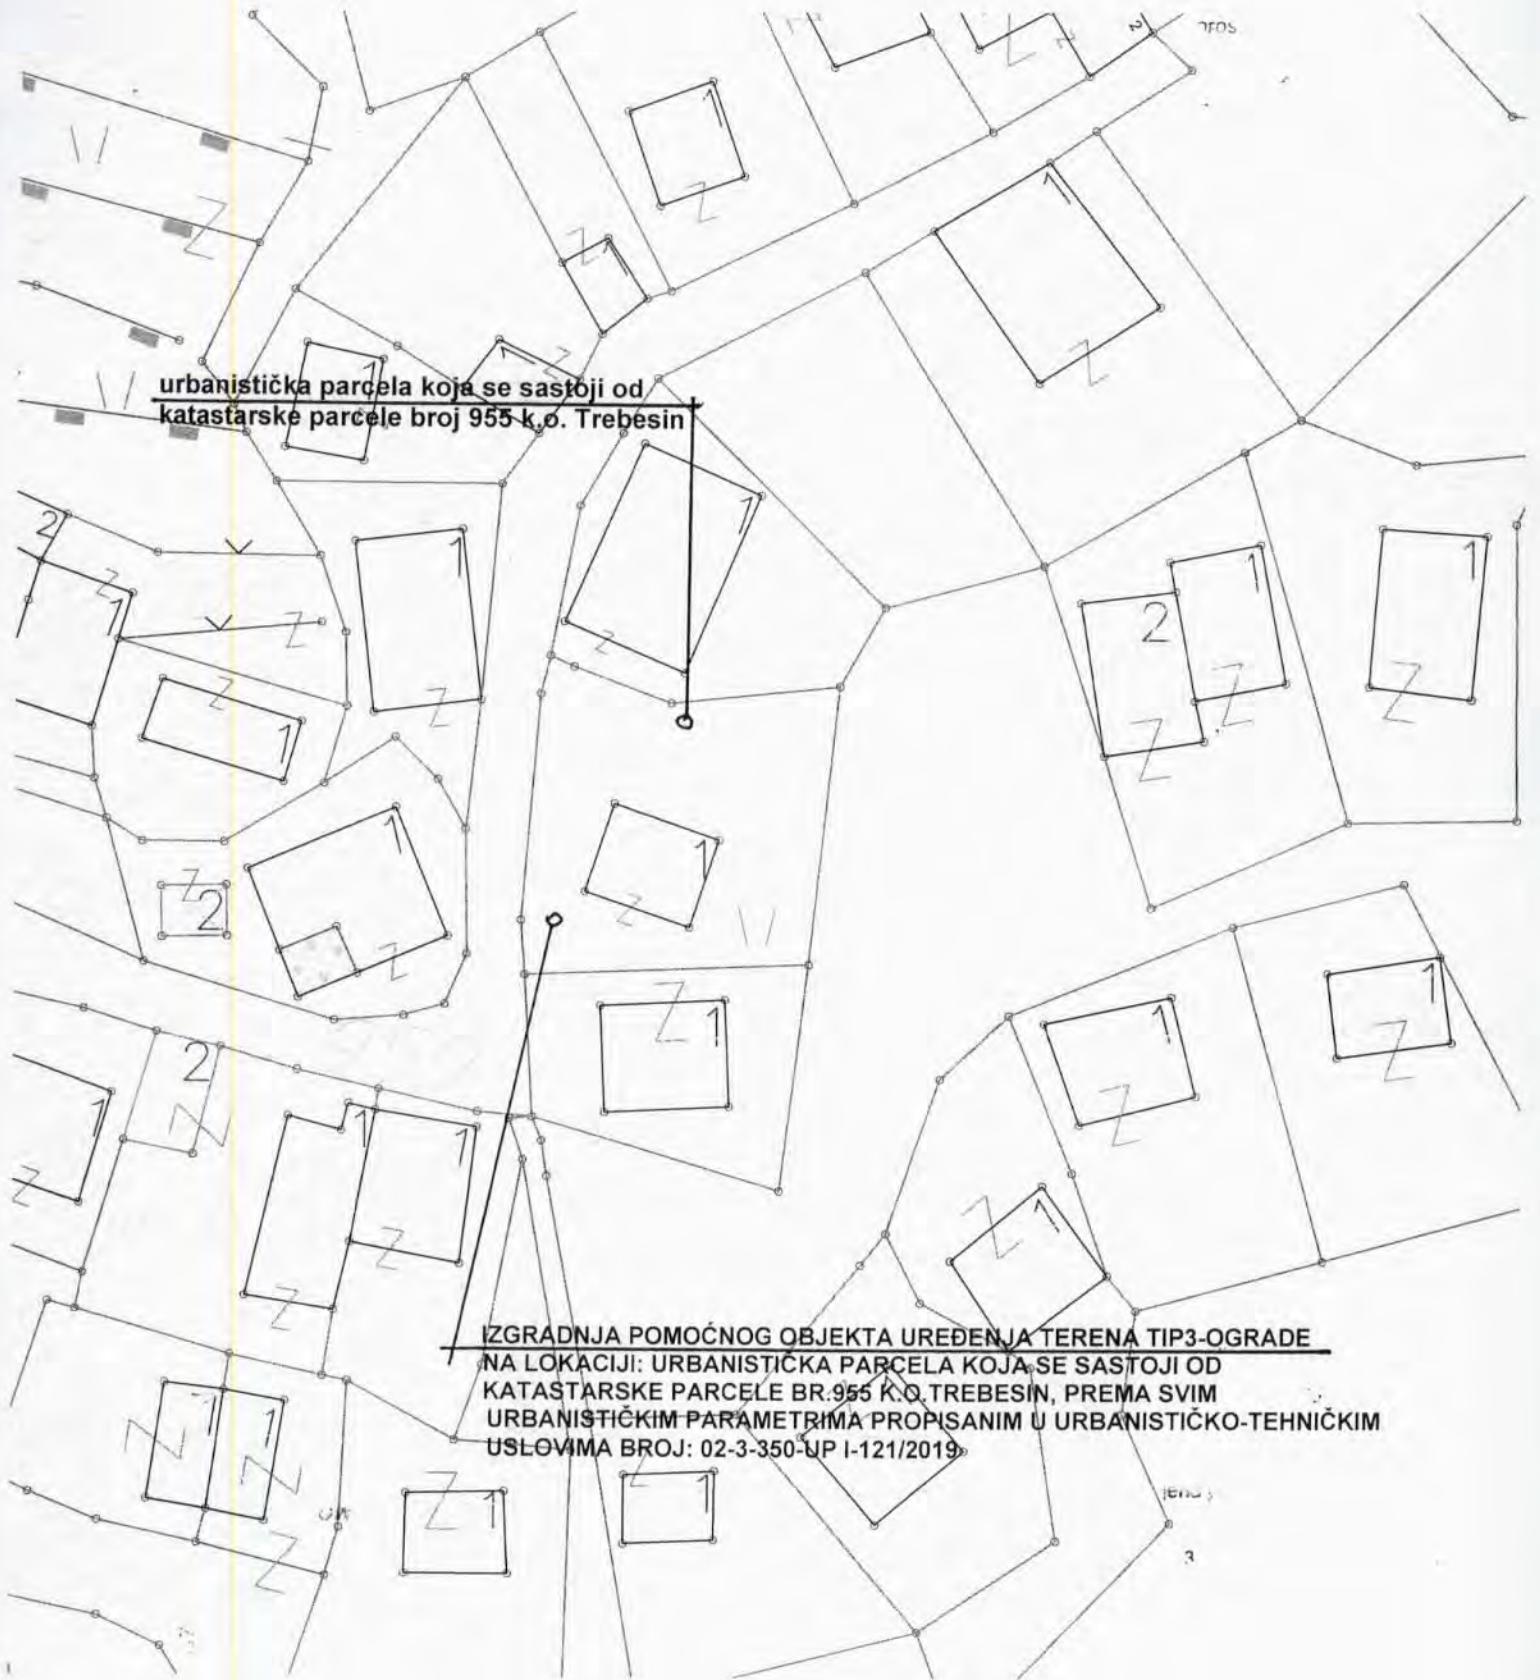 urbanistička parcela koja se sastoji od
katastarske parcele broj 955 k.o. Trebesin
IZGRADNJA POMOĆNOG OBJEKTA UREĐENJA TERENA TIP3-OGRADE
NA LOKACIJI: URBANISTIČKA PARCELA KOJA SE SASTOJI OD
KATASTARSKE PARCELE BR.955 K.O.TREBESIN, PREMA SVIM
URBANISTIČKIM PARAMETRIMA PROPISANIM U URBANISTIČKO-TEHNIČKIM
USLOVIMA BROJ: 02-3-350-UP I-121/2019